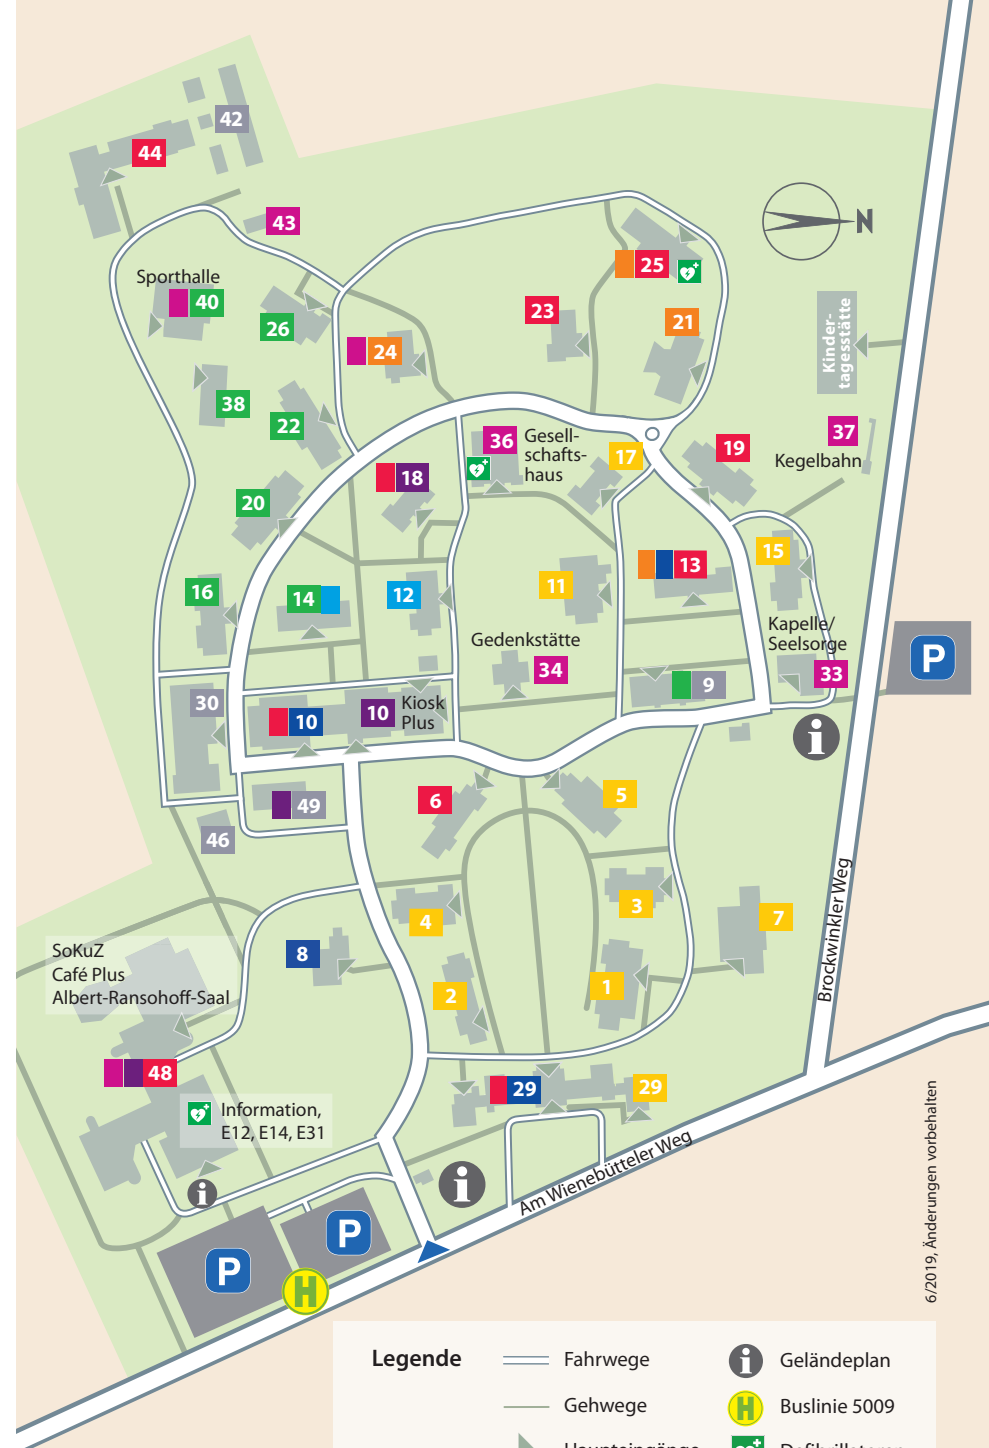 42
44
43
N
Sporthalle
40
25
26
23
21
24
Kinder-
tagesstätte
38
22
36
Gesell-
schafts-
haus
17
19
37
Kegelbahn
18
20
15
13
16
14
12
11
Kapelle/
Seelsorge
Gedenkstätte
34
33
P
9
30
10
10
Kiosk
Plus
i
6
5
49
46
4
3
7
Brockwinkler Weg
SoKuZ
Café Plus
Albert-Ransohoff-Saal
8
2
1
48
29
29
Information,
E12, E14, E31
Am Wienebütteler Weg
i
i
P
P
H
6/2019, Änderungen vorbehalten
Legende
Fahrwege
i
Geländeplan
Gehwege
H
Buslinie 5009
Haupteingänge
Defibrillatoren